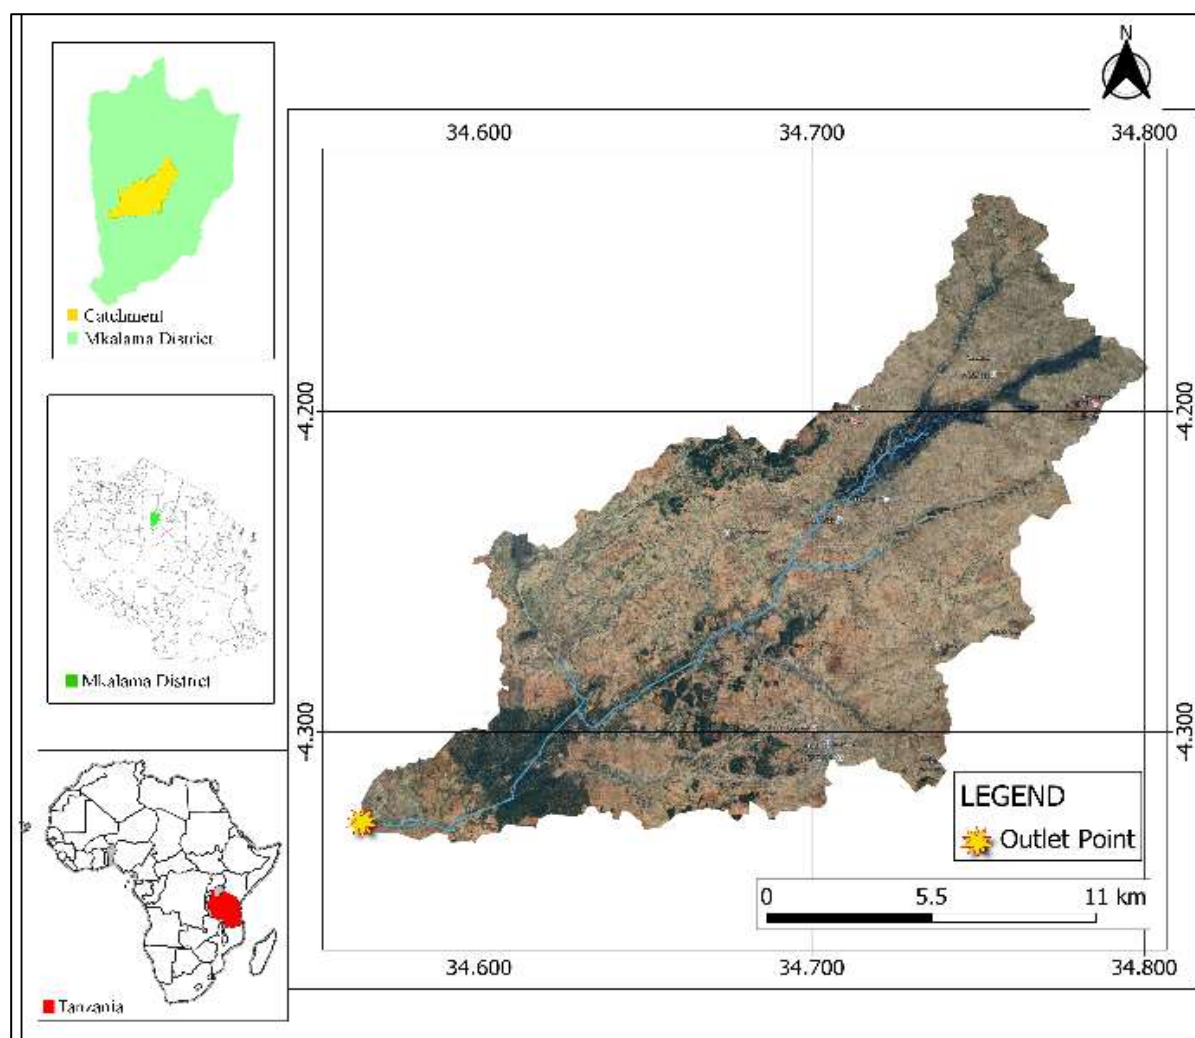 N
Catchment
Mkalama District
Mkalama District
Tanzania
34.600 34.700 34.800
-4.200 -4.200
-4.300 -4.300
LEGEND
Outlet Point
0 5.5 11 km
34.600 34.700 34.800